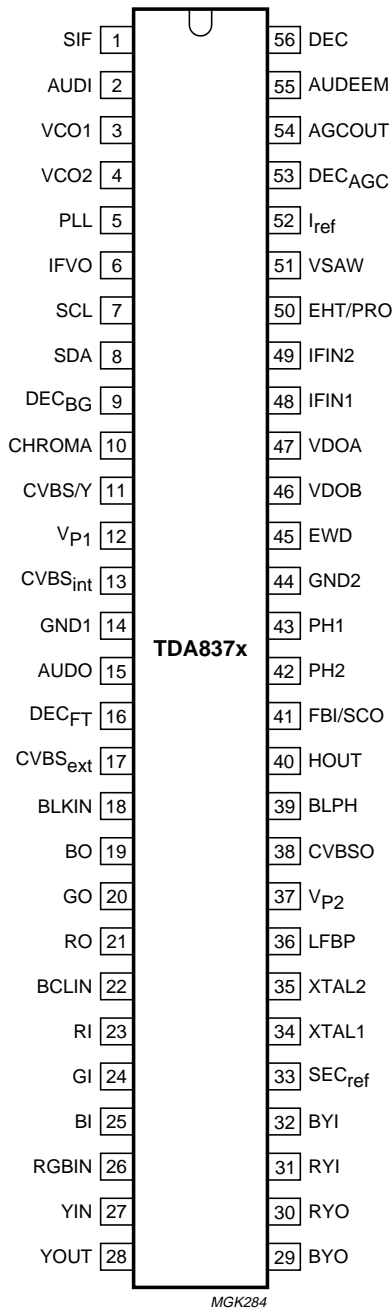 SIF 1 56 DEC
AUDI 2 55 AUDEEM
VCO1 3 54 AGCOUT
VCO2 4 53 DECAGC
PLL 5 52 Iref
IFVO 6 51 VSAW
SCL 7 50 EHT/PRO
SDA 8 49 IFIN2
DECBG 9 48 IFIN1
CHROMA 10 47 VDOA
CVBS/Y 11 46 VDOB
VP1 12 45 EWD
CVBSint 13 44 GND2
GND1 14 43 PH1
TDA837x
AUDO 15 42 PH2
DECFT 16 41 FBI/SCO
CVBSext 17 40 HOUT
BLKIN 18 39 BLPH
BO 19 38 CVBSO
GO 20 37 VP2
RO 21 36 LFBP
BCLIN 22 35 XTAL2
RI 23 34 XTAL1
GI 24 33 SECref
BI 25 32 BYI
RGBIN 26 31 RYI
YIN 27 30 RYO
YOUT 28 29 BYO
MGK284